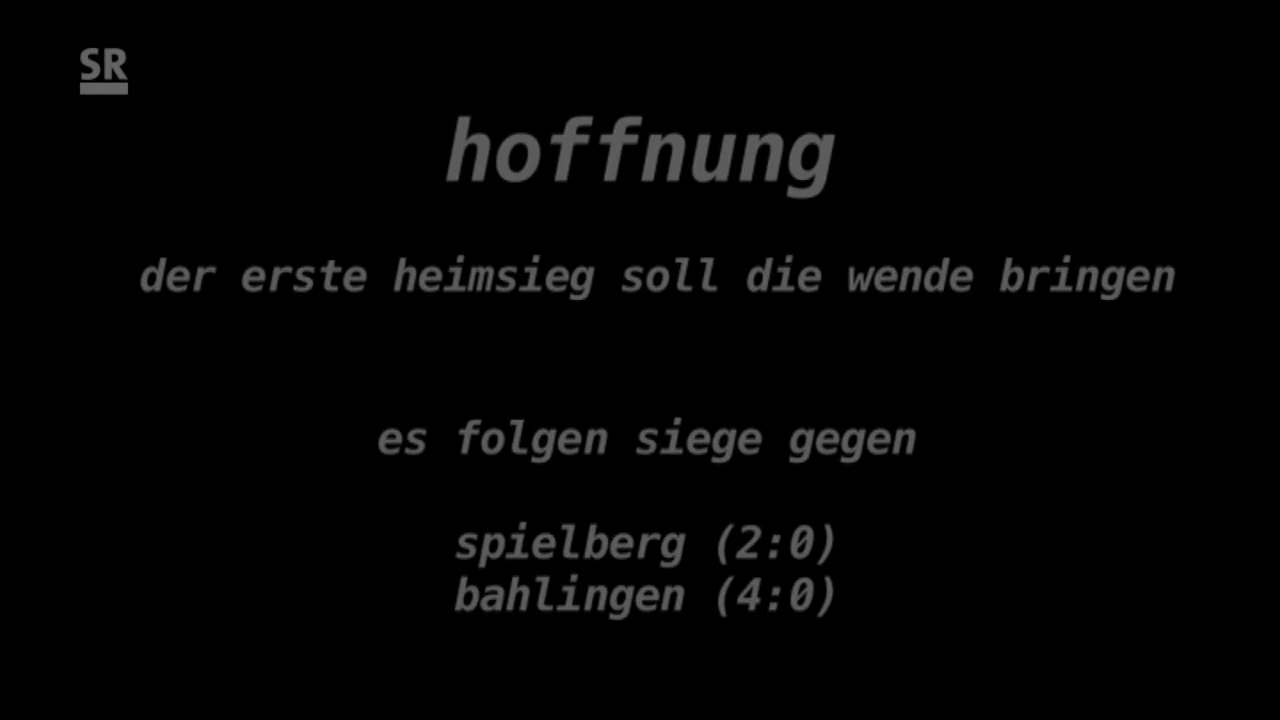 SR
hoffnung
der erste heimsieg soll die wende bringen
es folgen siege gegen
spielberg (2:0)
bahlingen (4:0)